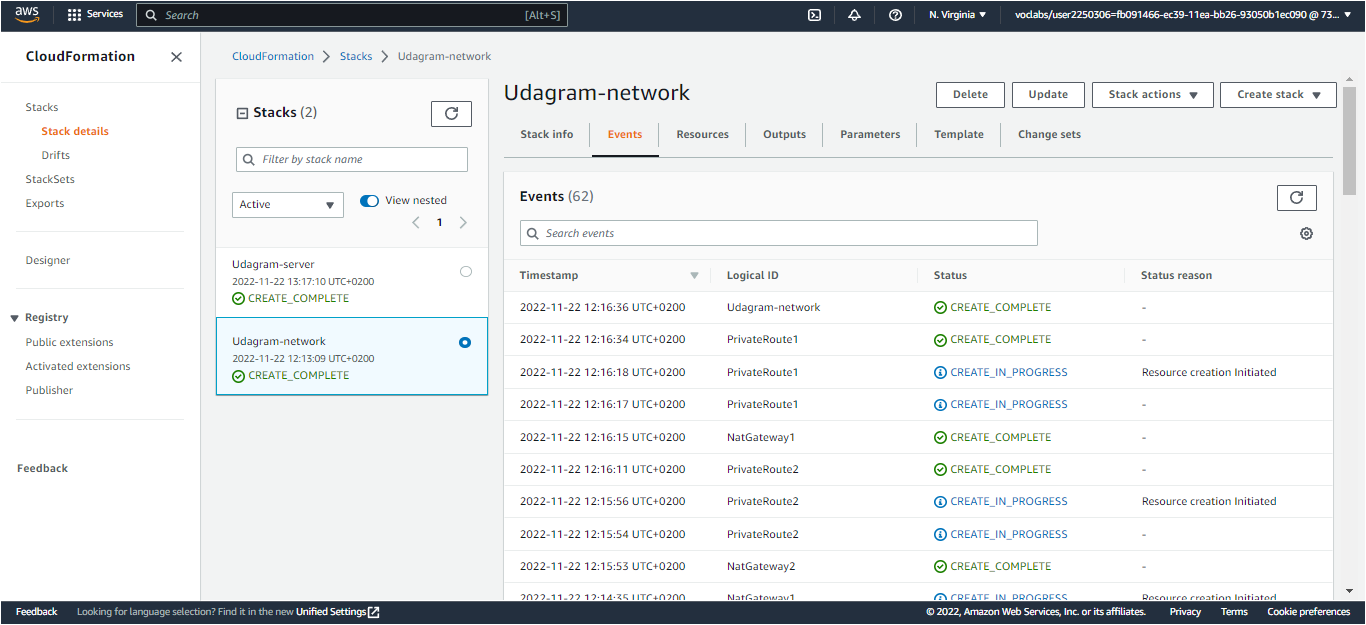 aws
Services
Search [Alt+S]
N. Virginia
voclabs/user2250306=fb091466-ec39-11ea-bb26-93050b1ec090 @ 73...
CloudFormation
Stacks
Stack details
Drifts
StackSets
Exports
Designer
Registry
Public extensions
Activated extensions
Publisher
Feedback
CloudFormation Stacks Udagram-network
Stacks (2)
Filter by stack name
Active
View nested
1
Udagram-server
2022-11-22 13:17:10 UTC+0200
CREATE_COMPLETE
Udagram-network
2022-11-22 12:13:09 UTC+0200
CREATE_COMPLETE
Udagram-network
Delete Update Stack actions Create stack
Stack info Events Resources Outputs Parameters Template Change sets
Events (62)
Search events
Timestamp Logical ID Status Status reason
2022-11-22 12:16:36 UTC+0200 Udagram-network CREATE_COMPLETE -
2022-11-22 12:16:34 UTC+0200 PrivateRoute1 CREATE_COMPLETE -
2022-11-22 12:16:18 UTC+0200 PrivateRoute1 CREATE_IN_PROGRESS Resource creation Initiated
2022-11-22 12:16:17 UTC+0200 PrivateRoute1 CREATE_IN_PROGRESS -
2022-11-22 12:16:15 UTC+0200 NatGateway1 CREATE_COMPLETE -
2022-11-22 12:16:11 UTC+0200 PrivateRoute2 CREATE_COMPLETE -
2022-11-22 12:15:56 UTC+0200 PrivateRoute2 CREATE_IN_PROGRESS Resource creation Initiated
2022-11-22 12:15:54 UTC+0200 PrivateRoute2 CREATE_IN_PROGRESS -
2022-11-22 12:15:53 UTC+0200 NatGateway2 CREATE_COMPLETE -
2022-11-22 12:14:35 UTC+0200 NatGateway1 CREATE_IN_PROGRESS Resource creation Initiated
Feedback Looking for language selection? Find it in the new Unified Settings
© 2022, Amazon Web Services, Inc. or its affiliates. Privacy Terms Cookie preferences